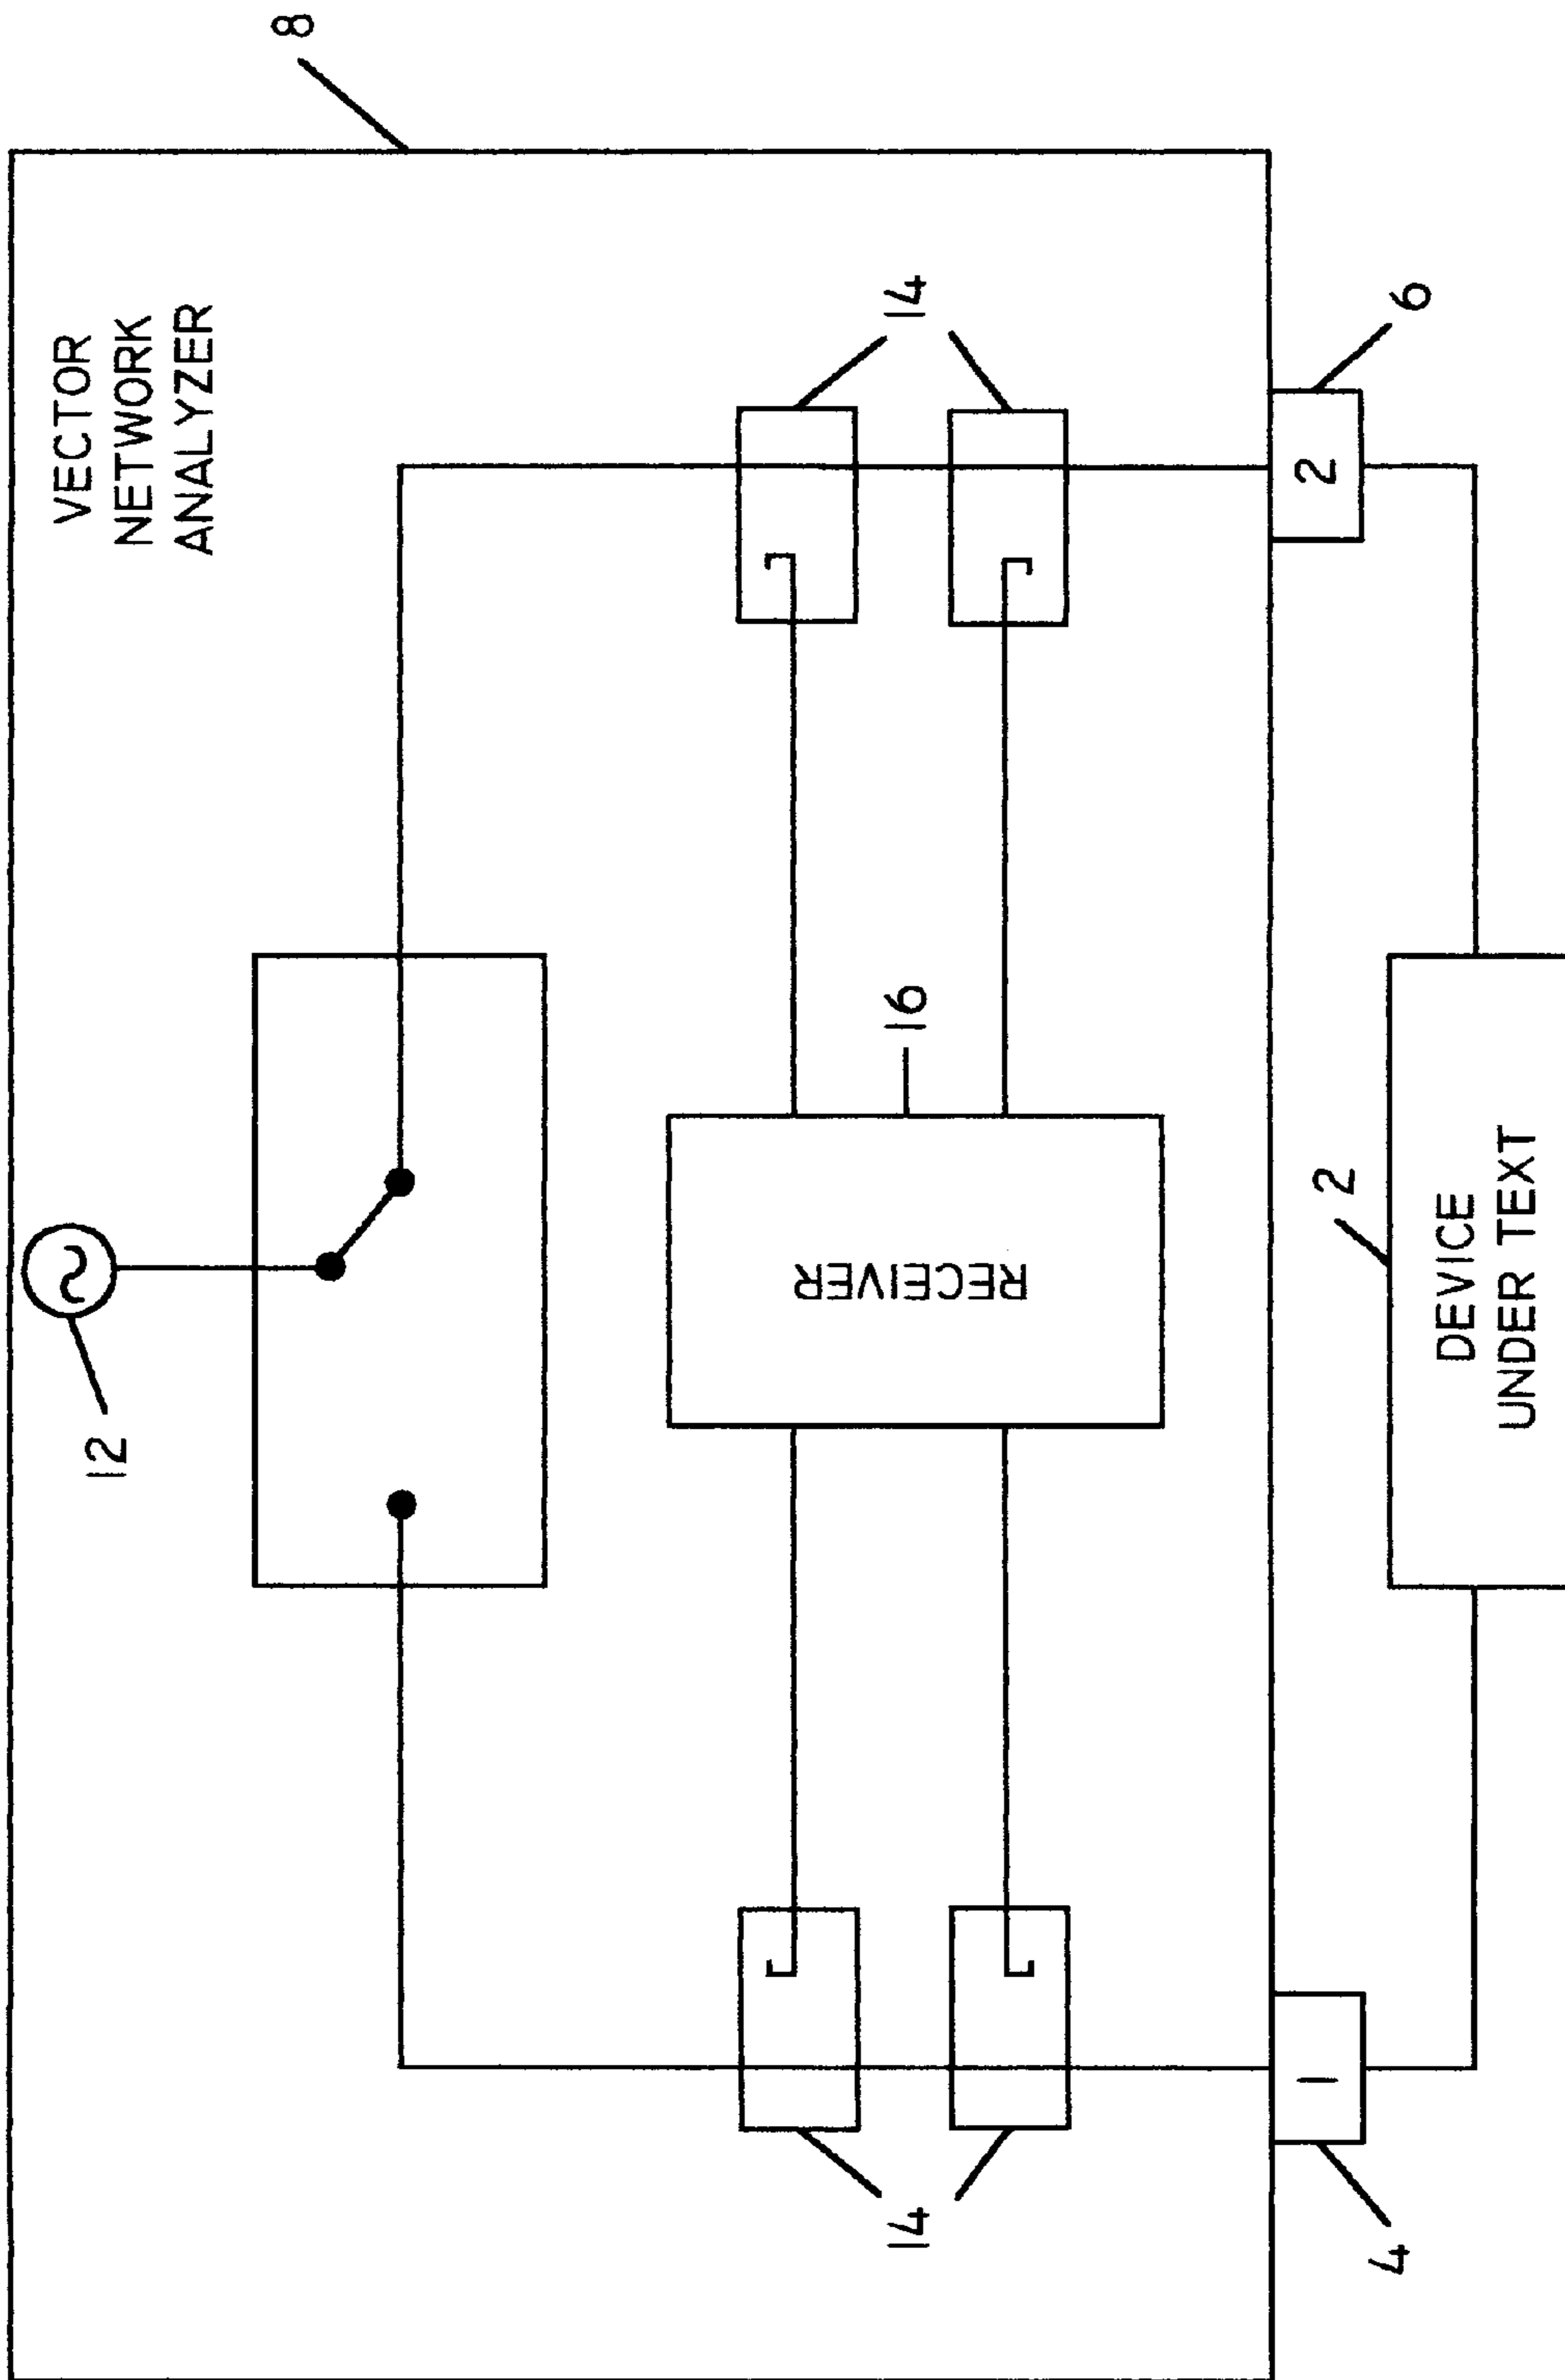 VECTOR
NETWORK
ANALYZER
8
12
16
RECEIVER
14
14
1
2
4
6
2
DEVICE
UNDER TEXT